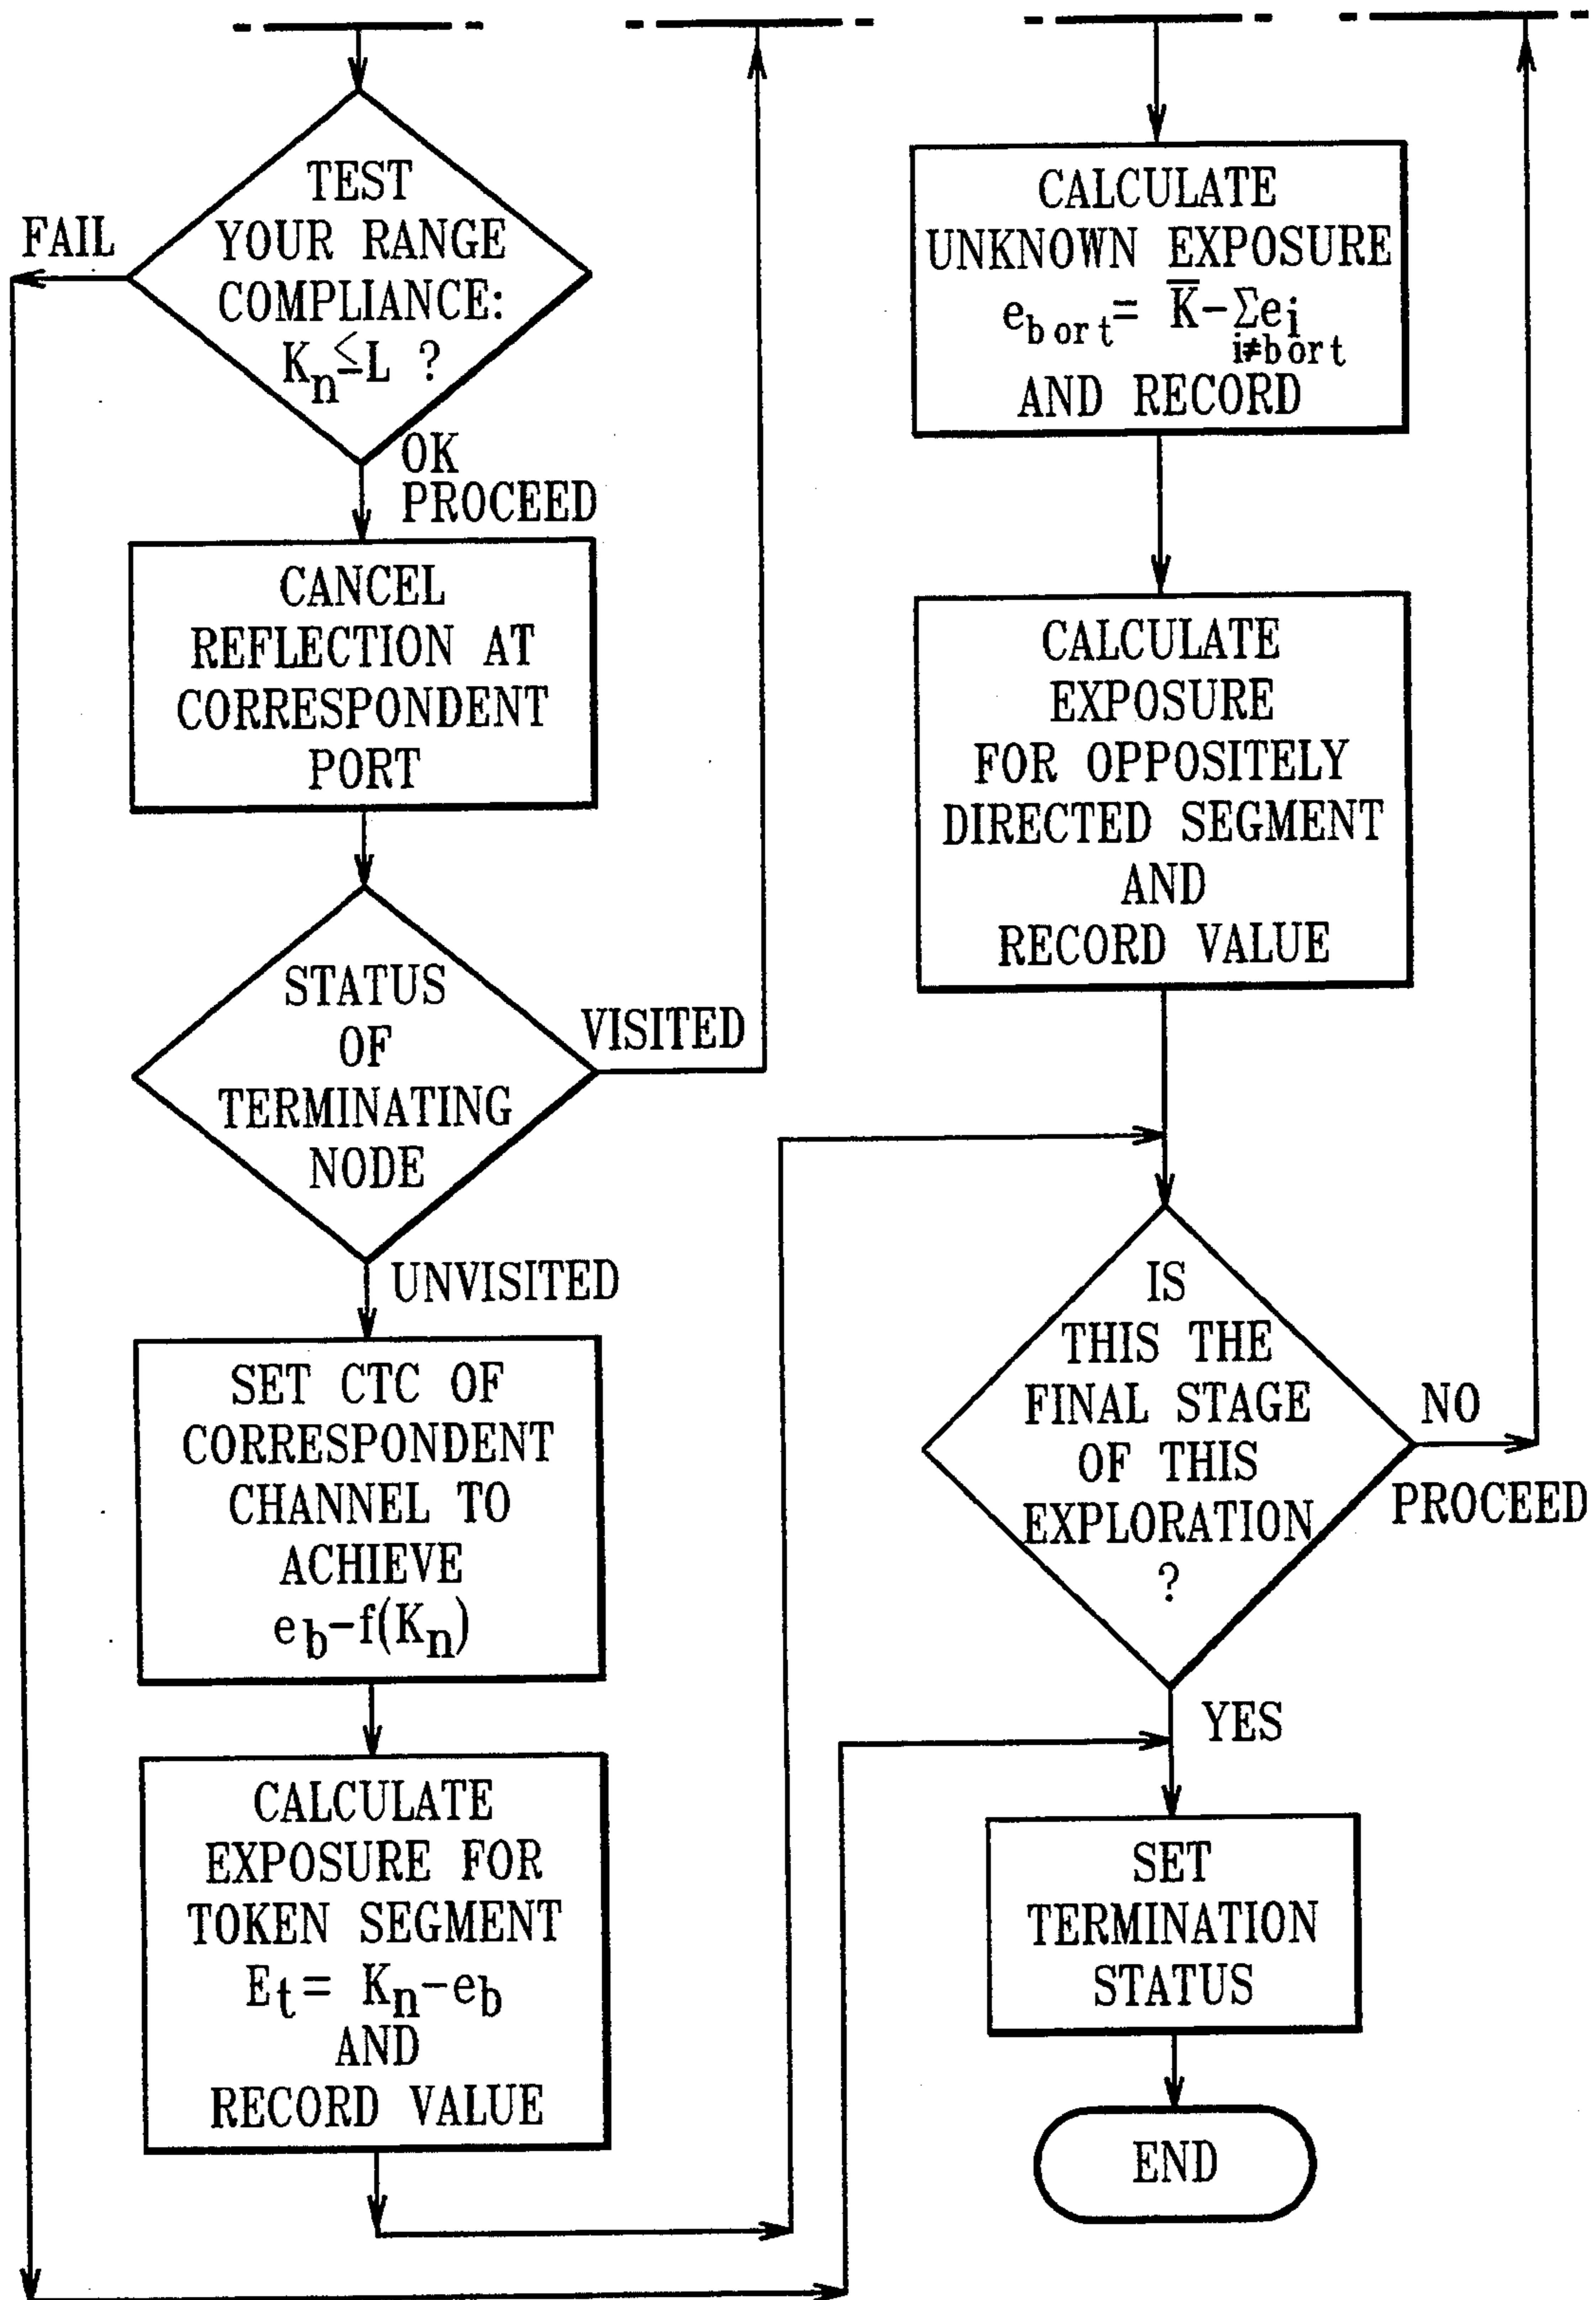 TEST
YOUR RANGE
COMPLIANCE:
Kn≤L ?
FAIL
OK
PROCEED
CANCEL
REFLECTION AT
CORRESPONDENT
PORT
STATUS
OF
TERMINATING
NODE
VISITED
UNVISITED
SET CTC OF
CORRESPONDENT
CHANNEL TO
ACHIEVE
eb-f(Kn)
CALCULATE
EXPOSURE FOR
TOKEN SEGMENT
Et= Kn-eb
AND
RECORD VALUE
CALCULATE
UNKNOWN EXPOSURE
eb or t= K̅-Σei
i≠bort
AND RECORD
CALCULATE
EXPOSURE
FOR OPPOSITELY
DIRECTED SEGMENT
AND
RECORD VALUE
IS
THIS THE
FINAL STAGE
OF THIS
EXPLORATION
?
NO
PROCEED
YES
SET
TERMINATION
STATUS
END